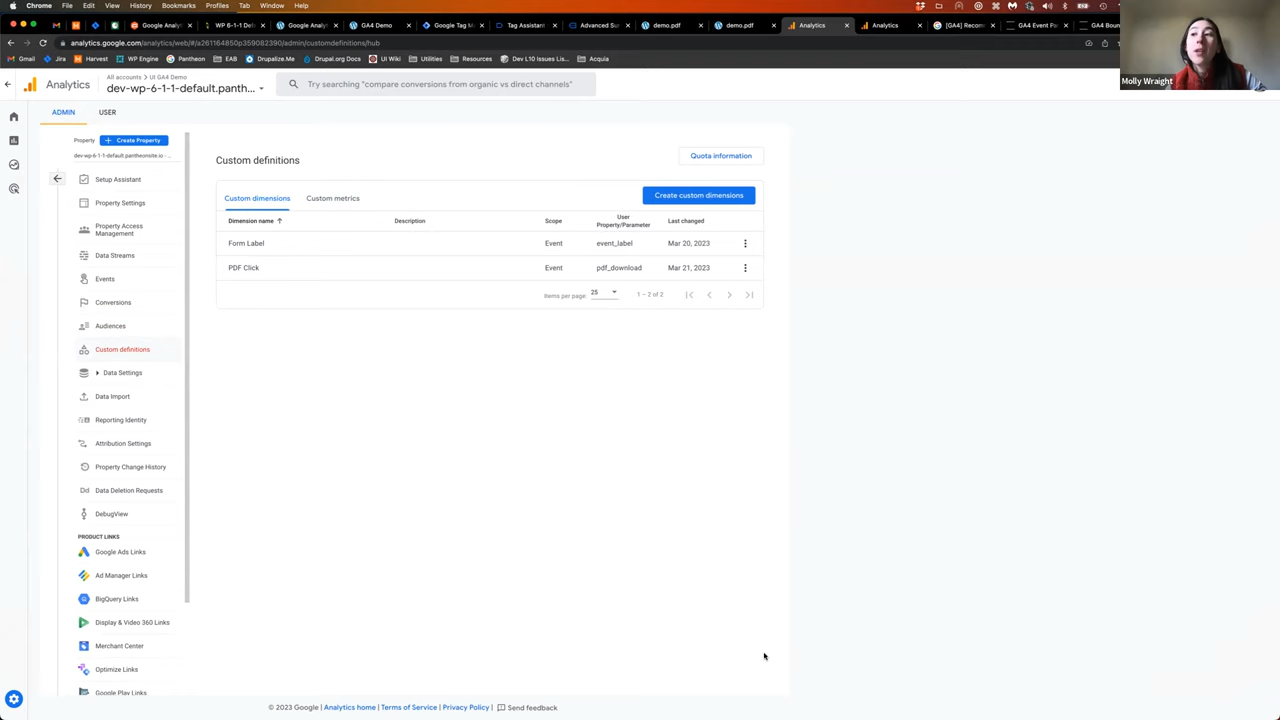 Chrome File Edit View History Bookmarks Profiles Tab Window Help
Google Analy
WP 6-1-1 D
Google Analy
GA4 Demo
Google Tag M
Tag Assistant
Advanced Su
demo.pdf
demo.pdf
Analytics
Analytics
[GA4] Recom
GA4 Event Pa
GA4 Boun
analytics.google.com/analytics/web/#/a261164850p359082390/admin/customdefinitions/hub
Gmail Jira Harvest WP Engine Pantheon EAB Drupalize.Me Drupal.org Docs UI Wiki Utilities Resources Dev L10 Issues Lis... Acquia
Molly Wraight
Analytics
All accounts > UI GA4 Demo
dev-wp-6-1-1-default.panth...
Try searching "compare conversions from organic vs direct channels"
ADMIN USER
Property + Create Property
dev-wp-6-1-1-default.pantheonsite.io - ...
Setup Assistant
Property Settings
Property Access
Management
Data Streams
Events
Conversions
Audiences
Custom definitions
Data Settings
Data Import
Reporting Identity
Attribution Settings
Property Change History
Dd Data Deletion Requests
DebugView
PRODUCT LINKS
Google Ads Links
Ad Manager Links
BigQuery Links
Display & Video 360 Links
Merchant Center
Optimize Links
Google Play Links
Custom definitions
Quota information
Custom dimensions Custom metrics
Create custom dimensions
Dimension name Description Scope User Property/Parameter Last changed
Form Label Event event_label Mar 20, 2023
PDF Click Event pdf_download Mar 21, 2023
Items per page: 25 1 – 2 of 2
© 2023 Google | Analytics home | Terms of Service | Privacy Policy | Send feedback